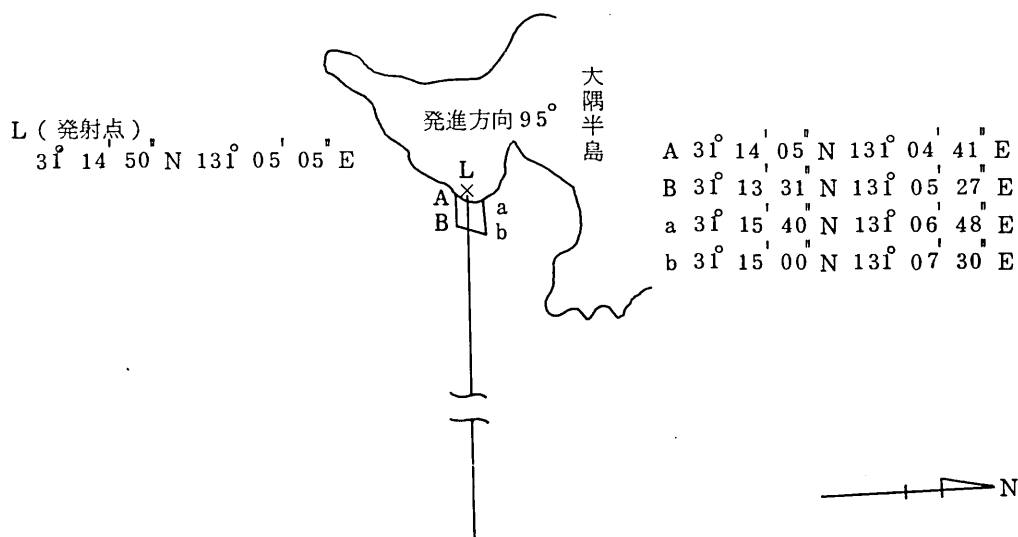 大隅半島
発進方向95°
L(発射点)
31° 14' 50" N 131° 05' 05" E
L
A
B
a
b
A 31° 14' 05" N 131° 04' 41" E
B 31° 13' 31" N 131° 05' 27" E
a 31° 15' 40" N 131° 06' 48" E
b 31° 15' 00" N 131° 07' 30" E
N